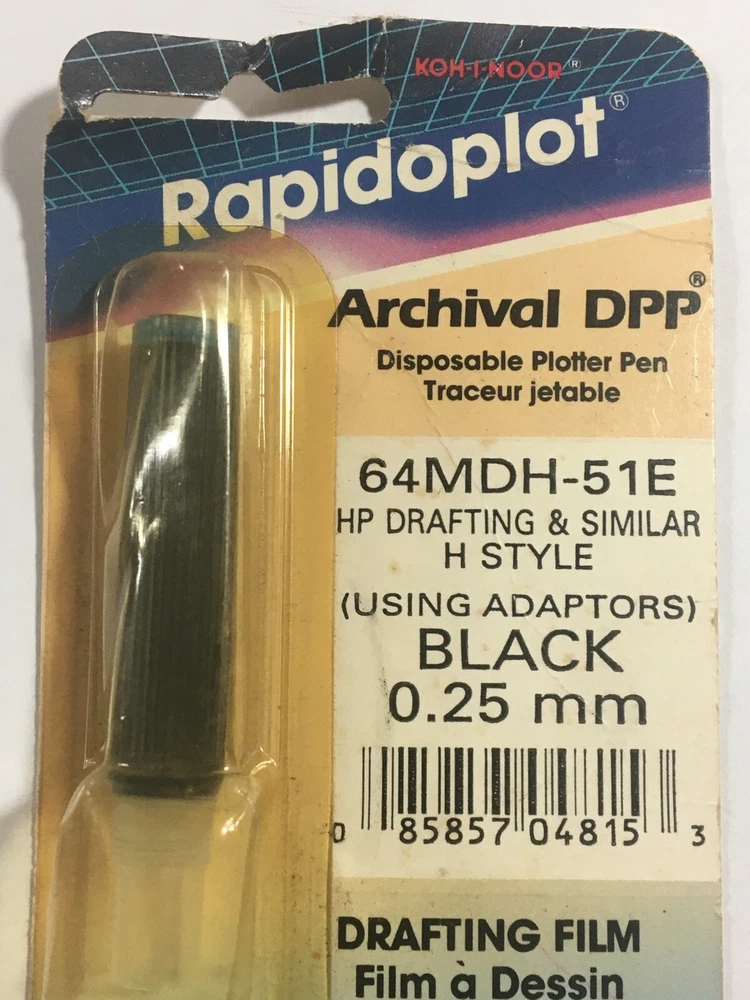 KOH-I-NOOR®
Rapidoplot®
Archival DPP®
Disposable Plotter Pen
Traceur jetable
64MDH-51E
HP DRAFTING & SIMILAR
H STYLE
(USING ADAPTORS)
BLACK
0.25 mm
0 85857 04815 3
DRAFTING FILM
Film à Dessin